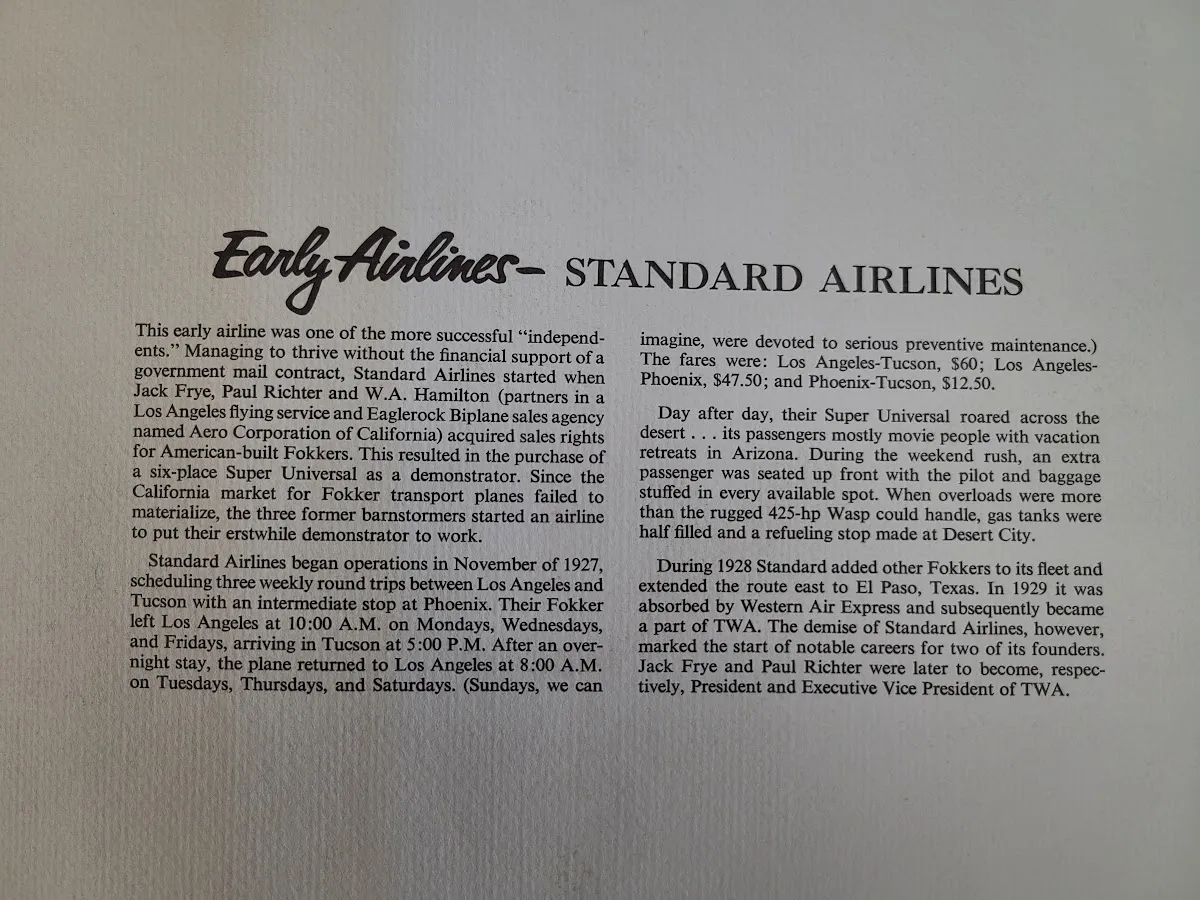 Early Airlines– STANDARD AIRLINES
This early airline was one of the more successful “independ-
ents.” Managing to thrive without the financial support of a
government mail contract, Standard Airlines started when
Jack Frye, Paul Richter and W.A. Hamilton (partners in a
Los Angeles flying service and Eaglerock Biplane sales agency
named Aero Corporation of California) acquired sales rights
for American-built Fokkers. This resulted in the purchase of
a six-place Super Universal as a demonstrator. Since the
California market for Fokker transport planes failed to
materialize, the three former barnstormers started an airline
to put their erstwhile demonstrator to work.
Standard Airlines began operations in November of 1927,
scheduling three weekly round trips between Los Angeles and
Tucson with an intermediate stop at Phoenix. Their Fokker
left Los Angeles at 10:00 A.M. on Mondays, Wednesdays,
and Fridays, arriving in Tucson at 5:00 P.M. After an over-
night stay, the plane returned to Los Angeles at 8:00 A.M.
on Tuesdays, Thursdays, and Saturdays. (Sundays, we can
imagine, were devoted to serious preventive maintenance.)
The fares were: Los Angeles-Tucson, $60; Los Angeles-
Phoenix, $47.50; and Phoenix-Tucson, $12.50.
Day after day, their Super Universal roared across the
desert . . . its passengers mostly movie people with vacation
retreats in Arizona. During the weekend rush, an extra
passenger was seated up front with the pilot and baggage
stuffed in every available spot. When overloads were more
than the rugged 425-hp Wasp could handle, gas tanks were
half filled and a refueling stop made at Desert City.
During 1928 Standard added other Fokkers to its fleet and
extended the route east to El Paso, Texas. In 1929 it was
absorbed by Western Air Express and subsequently became
a part of TWA. The demise of Standard Airlines, however,
marked the start of notable careers for two of its founders.
Jack Frye and Paul Richter were later to become, respec-
tively, President and Executive Vice President of TWA.